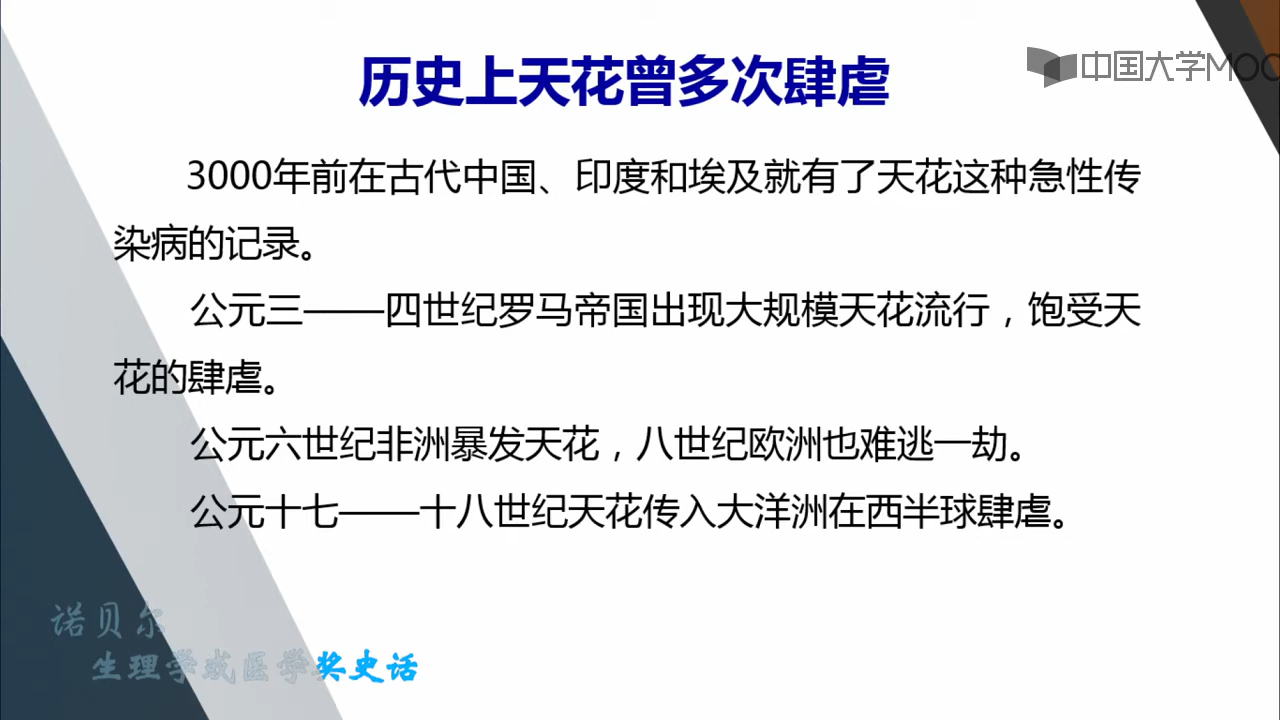 历史上天花曾多次肆虐
中国大学MOO
3000年前在古代中国、印度和埃及就有了天花这种急性传
染病的记录。
公元三——四世纪罗马帝国出现大规模天花流行，饱受天
花的肆虐。
公元六世纪非洲暴发天花，八世纪欧洲也难逃一劫。
公元十七——十八世纪天花传入大洋洲在西半球肆虐。
诺贝尔
生理学或医学奖史话